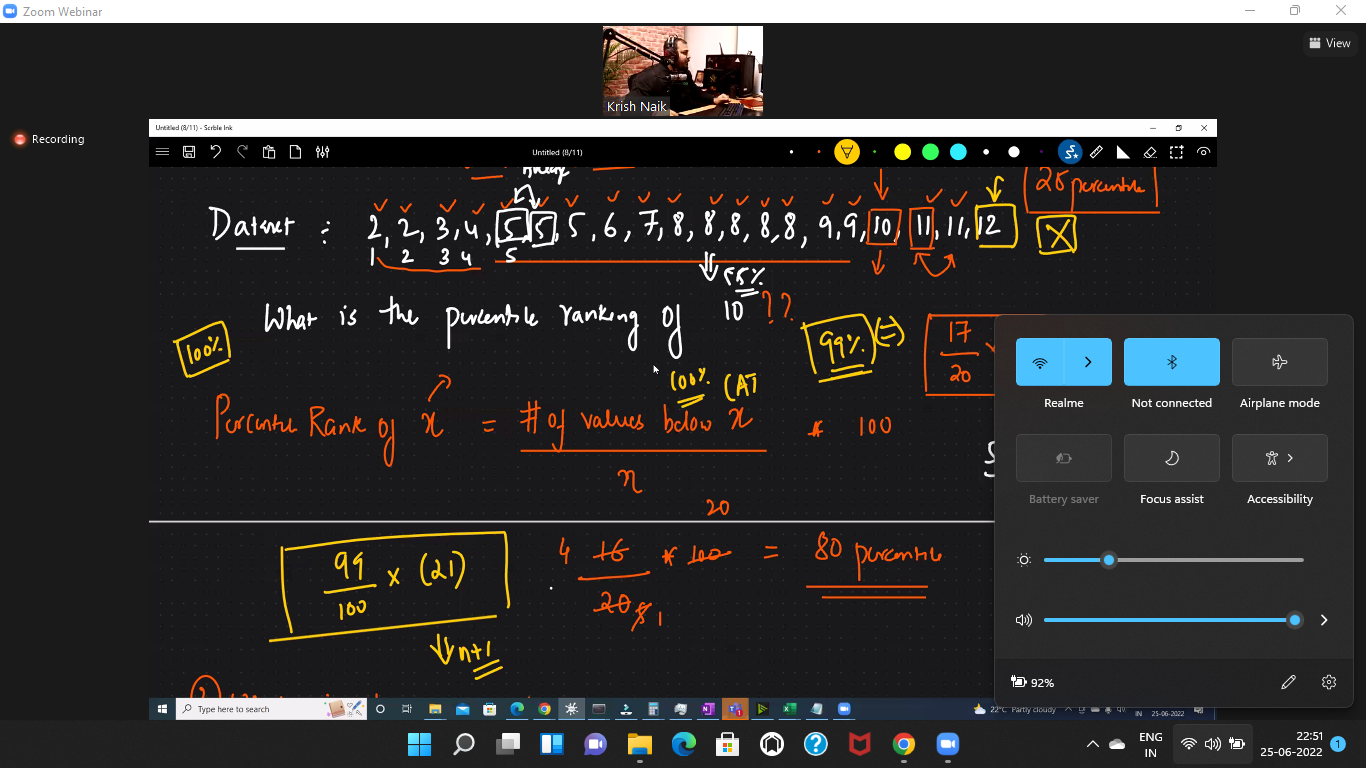 Zoom Webinar
View
Krish Naik
Recording
Untitled (8/11) - Scrble Ink
Untitled (8/11)
25 percentile
Dataset : 2, 2, 3, 4, 5, 5, 5, 6, 7, 8, 8, 8, 8, 8, 9, 9, 10, 11, 11, 12 X
1 2 3 4 5
55%
What is the percentile ranking of 10 ??
100%
99% (=)
17
20
100% (AT
Percentile Rank of x = # of values below x * 100
n
20
99
100 x (21)
n+1
4 16 * 100 = 80 percentile
20 5 1
Realme
Not connected
Airplane mode
Battery saver
Focus assist
Accessibility
92%
Type here to search
22°C Partly cloudy
IN 25-06-2022
ENG
IN
22:51
25-06-2022
1